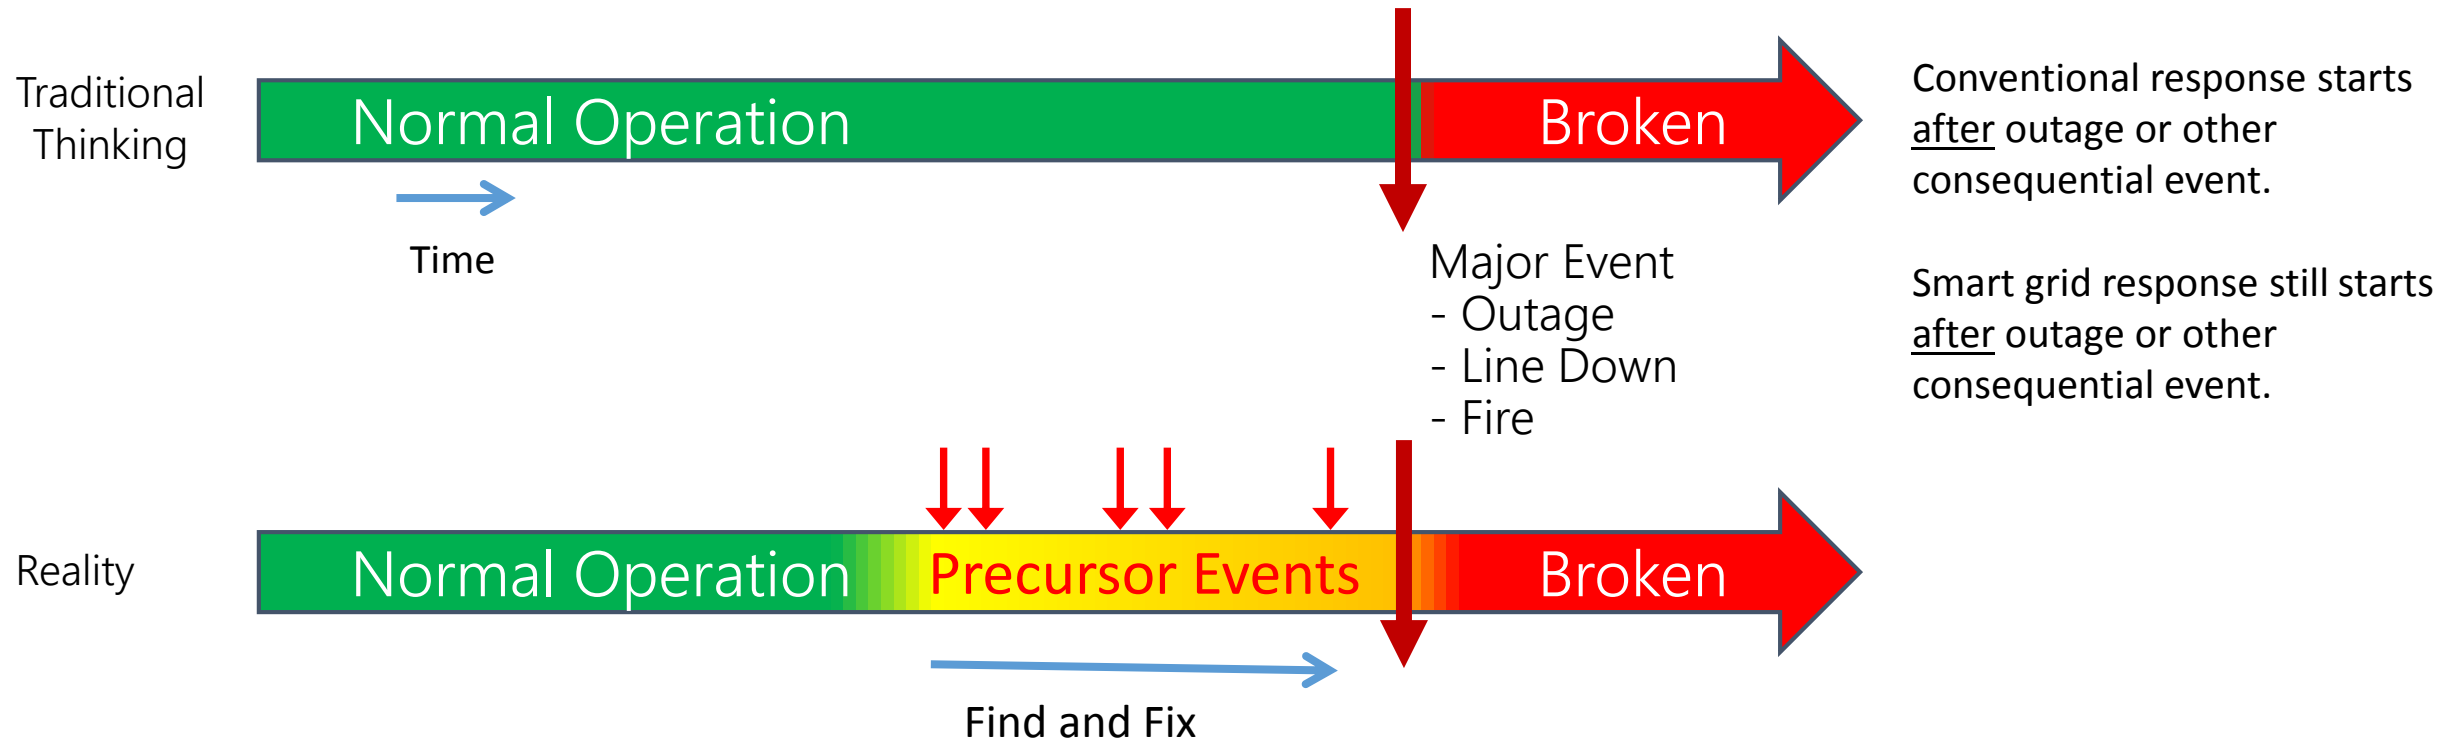 Traditional
Thinking
Normal Operation
Broken
Conventional response starts
after outage or other
consequential event.
Time
Major Event
- Outage
- Line Down
- Fire
Smart grid response still starts
after outage or other
consequential event.
Reality
Normal Operation
Precursor Events
Broken
Find and Fix